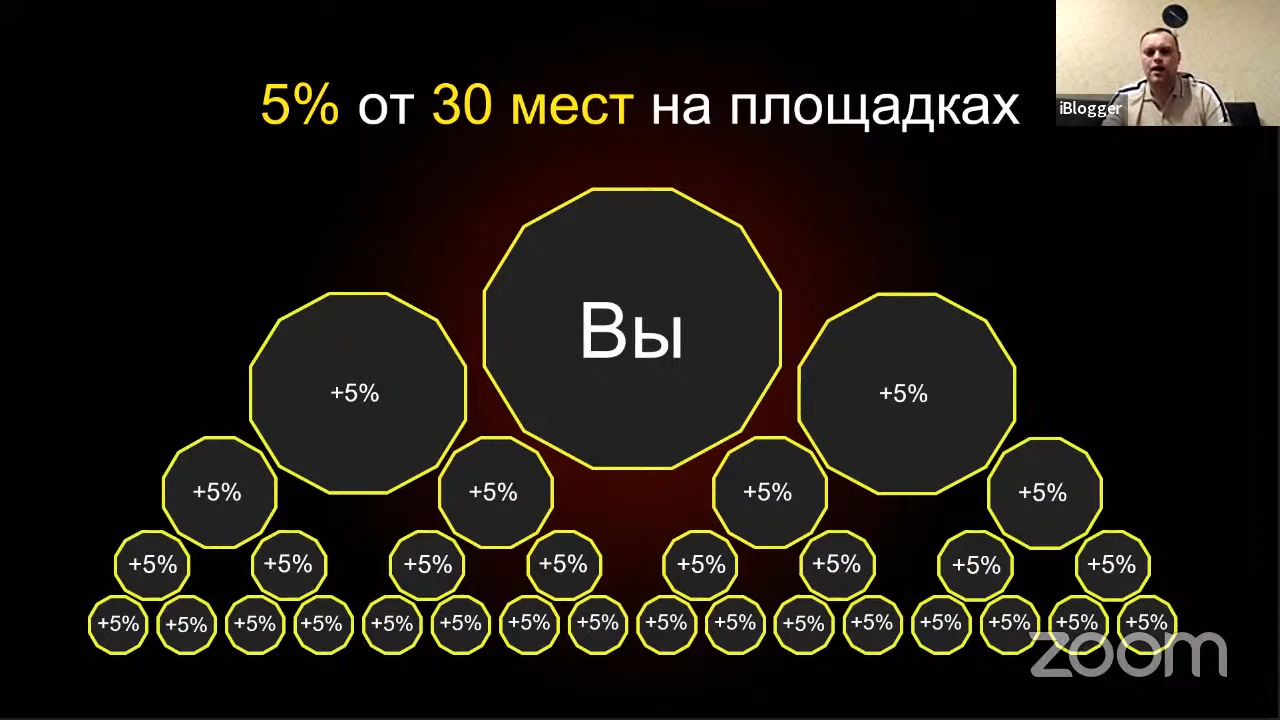 5% от 30 мест на площадках
iBlogger
Вы
+5% +5%
+5% +5% +5% +5%
+5% +5% +5% +5% +5% +5% +5% +5%
+5% +5% +5% +5% +5% +5% +5% +5% +5% +5% +5% +5% +5% +5% +5% +5%
zoom